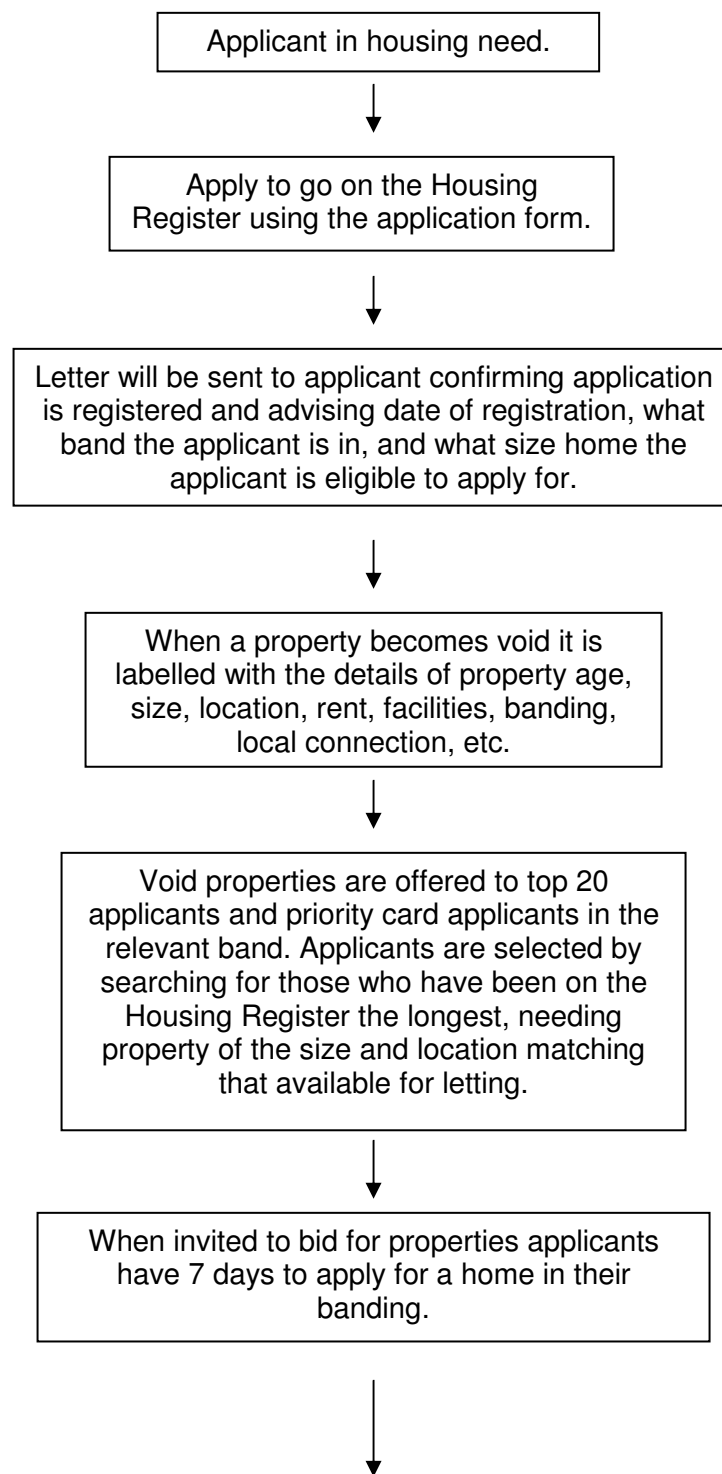 Applicant in housing need.
Apply to go on the Housing
Register using the application form.
Letter will be sent to applicant confirming application
is registered and advising date of registration, what
band the applicant is in, and what size home the
applicant is eligible to apply for.
When a property becomes void it is
labelled with the details of property age,
size, location, rent, facilities, banding,
local connection, etc.
Void properties are offered to top 20
applicants and priority card applicants in the
relevant band. Applicants are selected by
searching for those who have been on the
Housing Register the longest, needing
property of the size and location matching
that available for letting.
When invited to bid for properties applicants
have 7 days to apply for a home in their
banding.